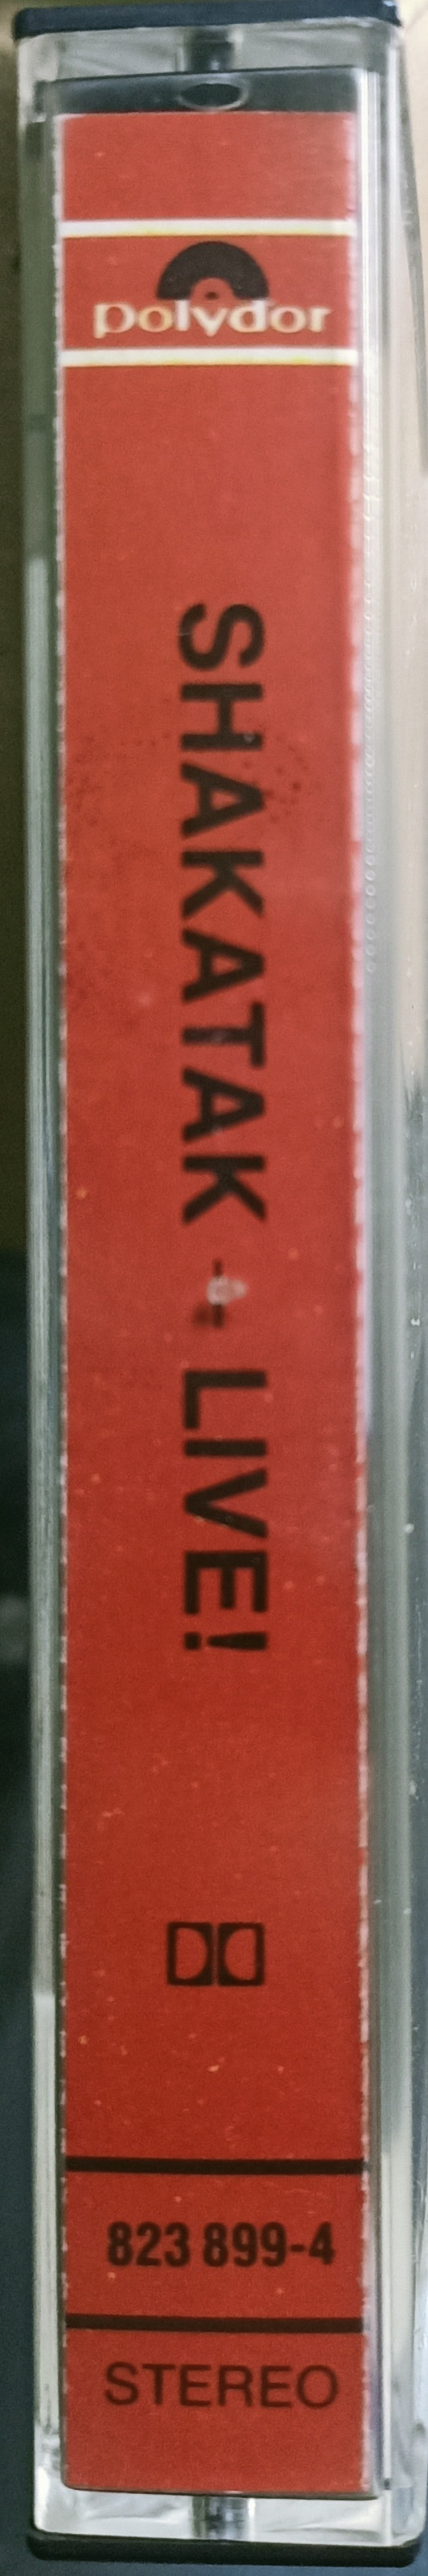 polydor
SHAKATAK - LIVE!
823 899-4
STEREO